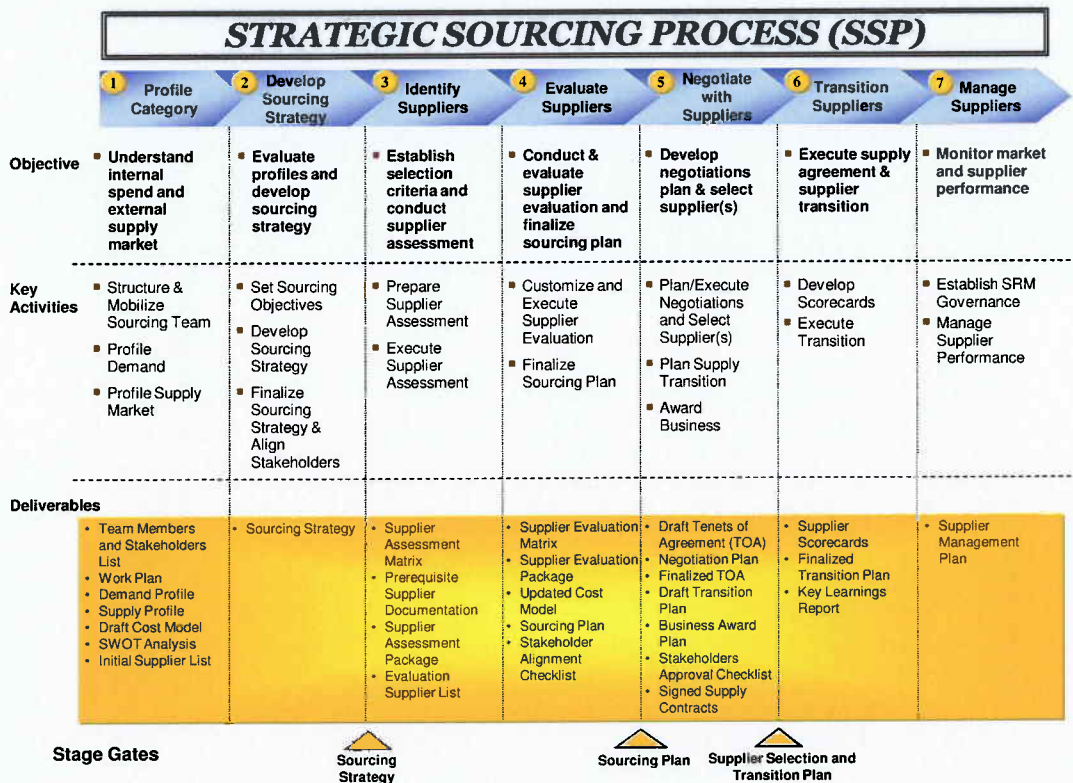 STRATEGIC SOURCING PROCESS (SSP)
1 Profile
Category
2 Develop
Sourcing
Strategy
3 Identify
Suppliers
4 Evaluate
Suppliers
5 Negotiate
with
Suppliers
6 Transition
Suppliers
7 Manage
Suppliers
Objective
Understand
internal
spend and
external
supply
market
Evaluate
profiles and
develop
sourcing
strategy
Establish
selection
criteria and
conduct
supplier
assessment
Conduct &
evaluate
supplier
evaluation and
finalize
sourcing plan
Develop
negotiations
plan & select
supplier(s)
Execute supply
agreement &
supplier
transition
Monitor market
and supplier
performance
Key
Activities
Structure &
Mobilize
Sourcing Team
Profile
Demand
Profile Supply
Market
Set Sourcing
Objectives
Develop
Sourcing
Strategy
Finalize
Sourcing
Strategy &
Align
Stakeholders
Prepare
Supplier
Assessment
Execute
Supplier
Assessment
Customize and
Execute
Supplier
Evaluation
Finalize
Sourcing Plan
Plan/Execute
Negotiations
and Select
Supplier(s)
Plan Supply
Transition
Award
Business
Develop
Scorecards
Execute
Transition
Establish SRM
Governance
Manage
Supplier
Performance
Deliverables
Team Members
and Stakeholders
List
Work Plan
Demand Profile
Supply Profile
Draft Cost Model
SWOT Analysis
Initial Supplier List
Sourcing Strategy
Supplier
Assessment
Matrix
Prerequisite
Supplier
Documentation
Supplier
Assessment
Package
Evaluation
Supplier List
Supplier Evaluation
Matrix
Supplier Evaluation
Package
Updated Cost
Model
Sourcing Plan
Stakeholder
Alignment
Checklist
Draft Tenets of
Agreement (TOA)
Negotiation Plan
Finalized TOA
Draft Transition
Plan
Business Award
Plan
Stakeholders
Approval Checklist
Signed Supply
Contracts
Supplier
Scorecards
Finalized
Transition Plan
Key Learnings
Report
Supplier
Management
Plan
Stage Gates
Sourcing
Strategy
Sourcing Plan
Supplier Selection and
Transition Plan